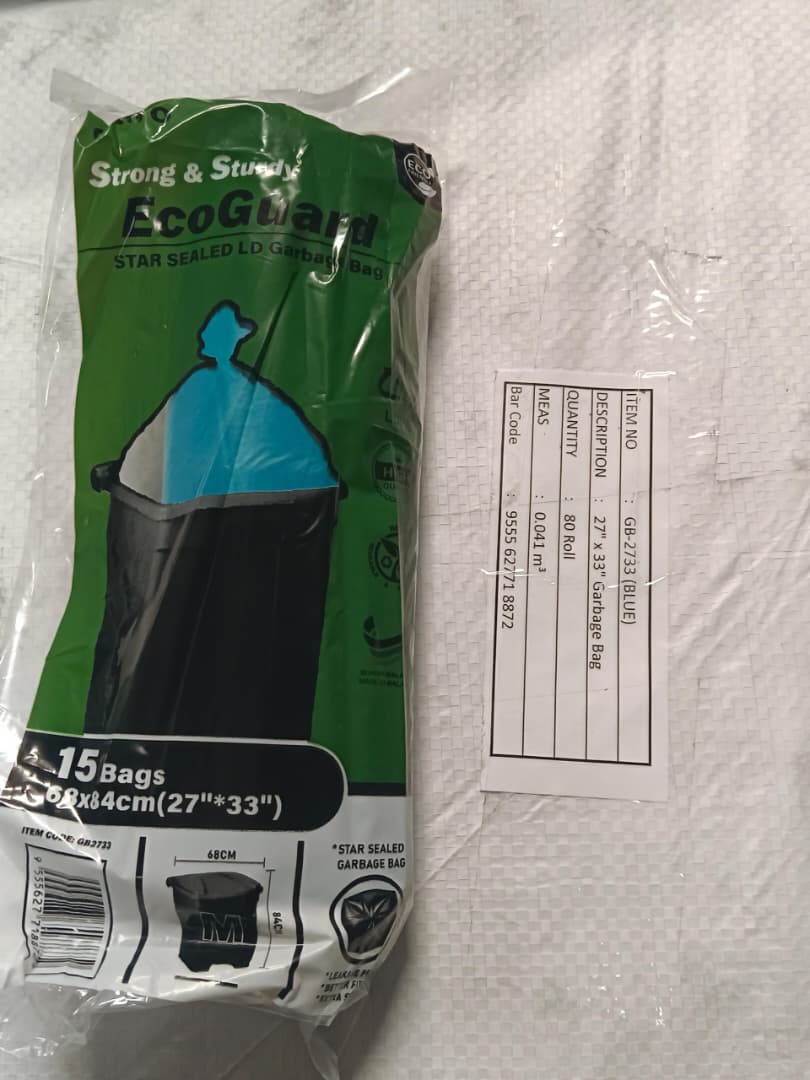 Strong & Sturdy
EcoGuard
STAR SEALED LD Garbage Bag
ECO
15 Bags
68x84cm(27"*33")
ITEM CODE: GB2733
68CM
84CM
M
*STAR SEALED
GARBAGE BAG
ITEM NO : GB-2733 (BLUE)
DESCRIPTION : 27" x 33" Garbage Bag
QUANTITY : 80 Roll
MEAS : 0.041 m³
Bar Code : 9555 62771 8872